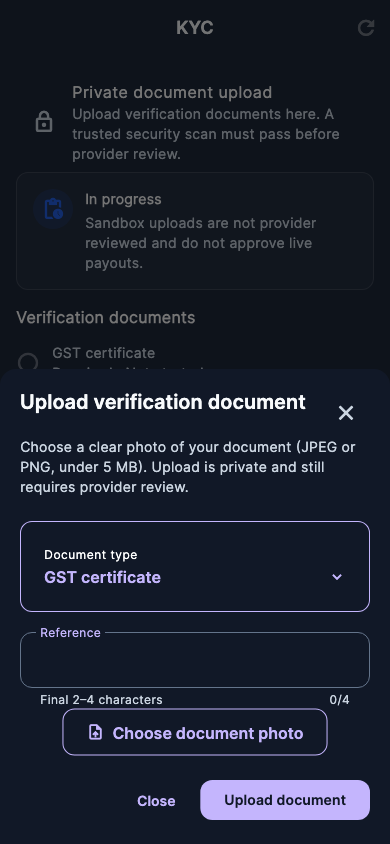 KYC
Private document upload
Upload verification documents here. A
trusted security scan must pass before
provider review.
In progress
Sandbox uploads are not provider
reviewed and do not approve live
payouts.
Verification documents
GST certificate
Upload verification document
Choose a clear photo of your document (JPEG or
PNG, under 5 MB). Upload is private and still
requires provider review.
Document type
GST certificate
Reference
Final 2–4 characters 0/4
Choose document photo
Close Upload document